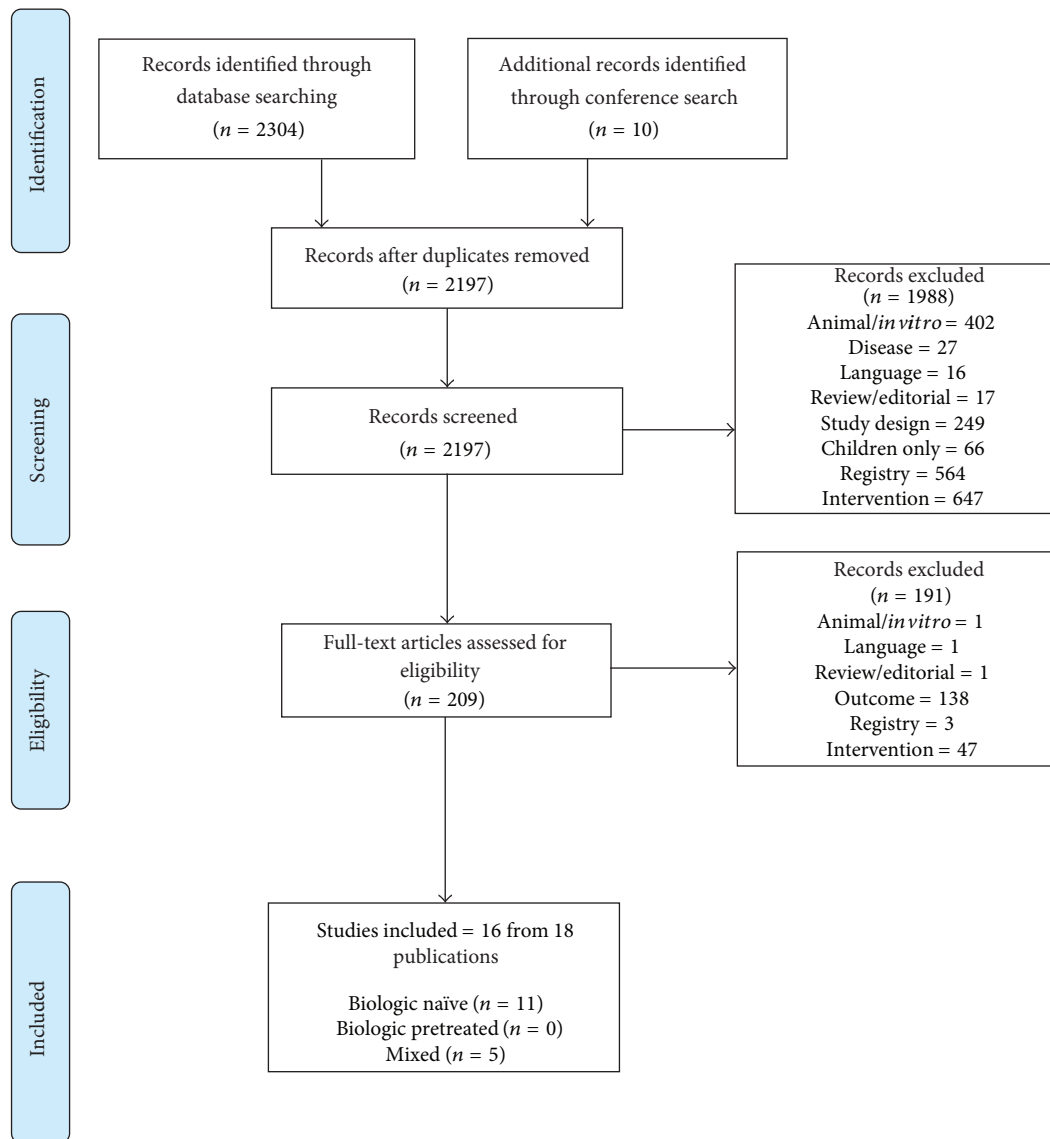 Identification
Records identified through
database searching
(n = 2304)
Additional records identified
through conference search
(n = 10)
Records after duplicates removed
(n = 2197)
Screening
Records screened
(n = 2197)
Records excluded
(n = 1988)
Animal/in vitro = 402
Disease = 27
Language = 16
Review/editorial = 17
Study design = 249
Children only = 66
Registry = 564
Intervention = 647
Eligibility
Full-text articles assessed for
eligibility
(n = 209)
Records excluded
(n = 191)
Animal/in vitro = 1
Language = 1
Review/editorial = 1
Outcome = 138
Registry = 3
Intervention = 47
Included
Studies included = 16 from 18
publications
Biologic naïve (n = 11)
Biologic pretreated (n = 0)
Mixed (n = 5)